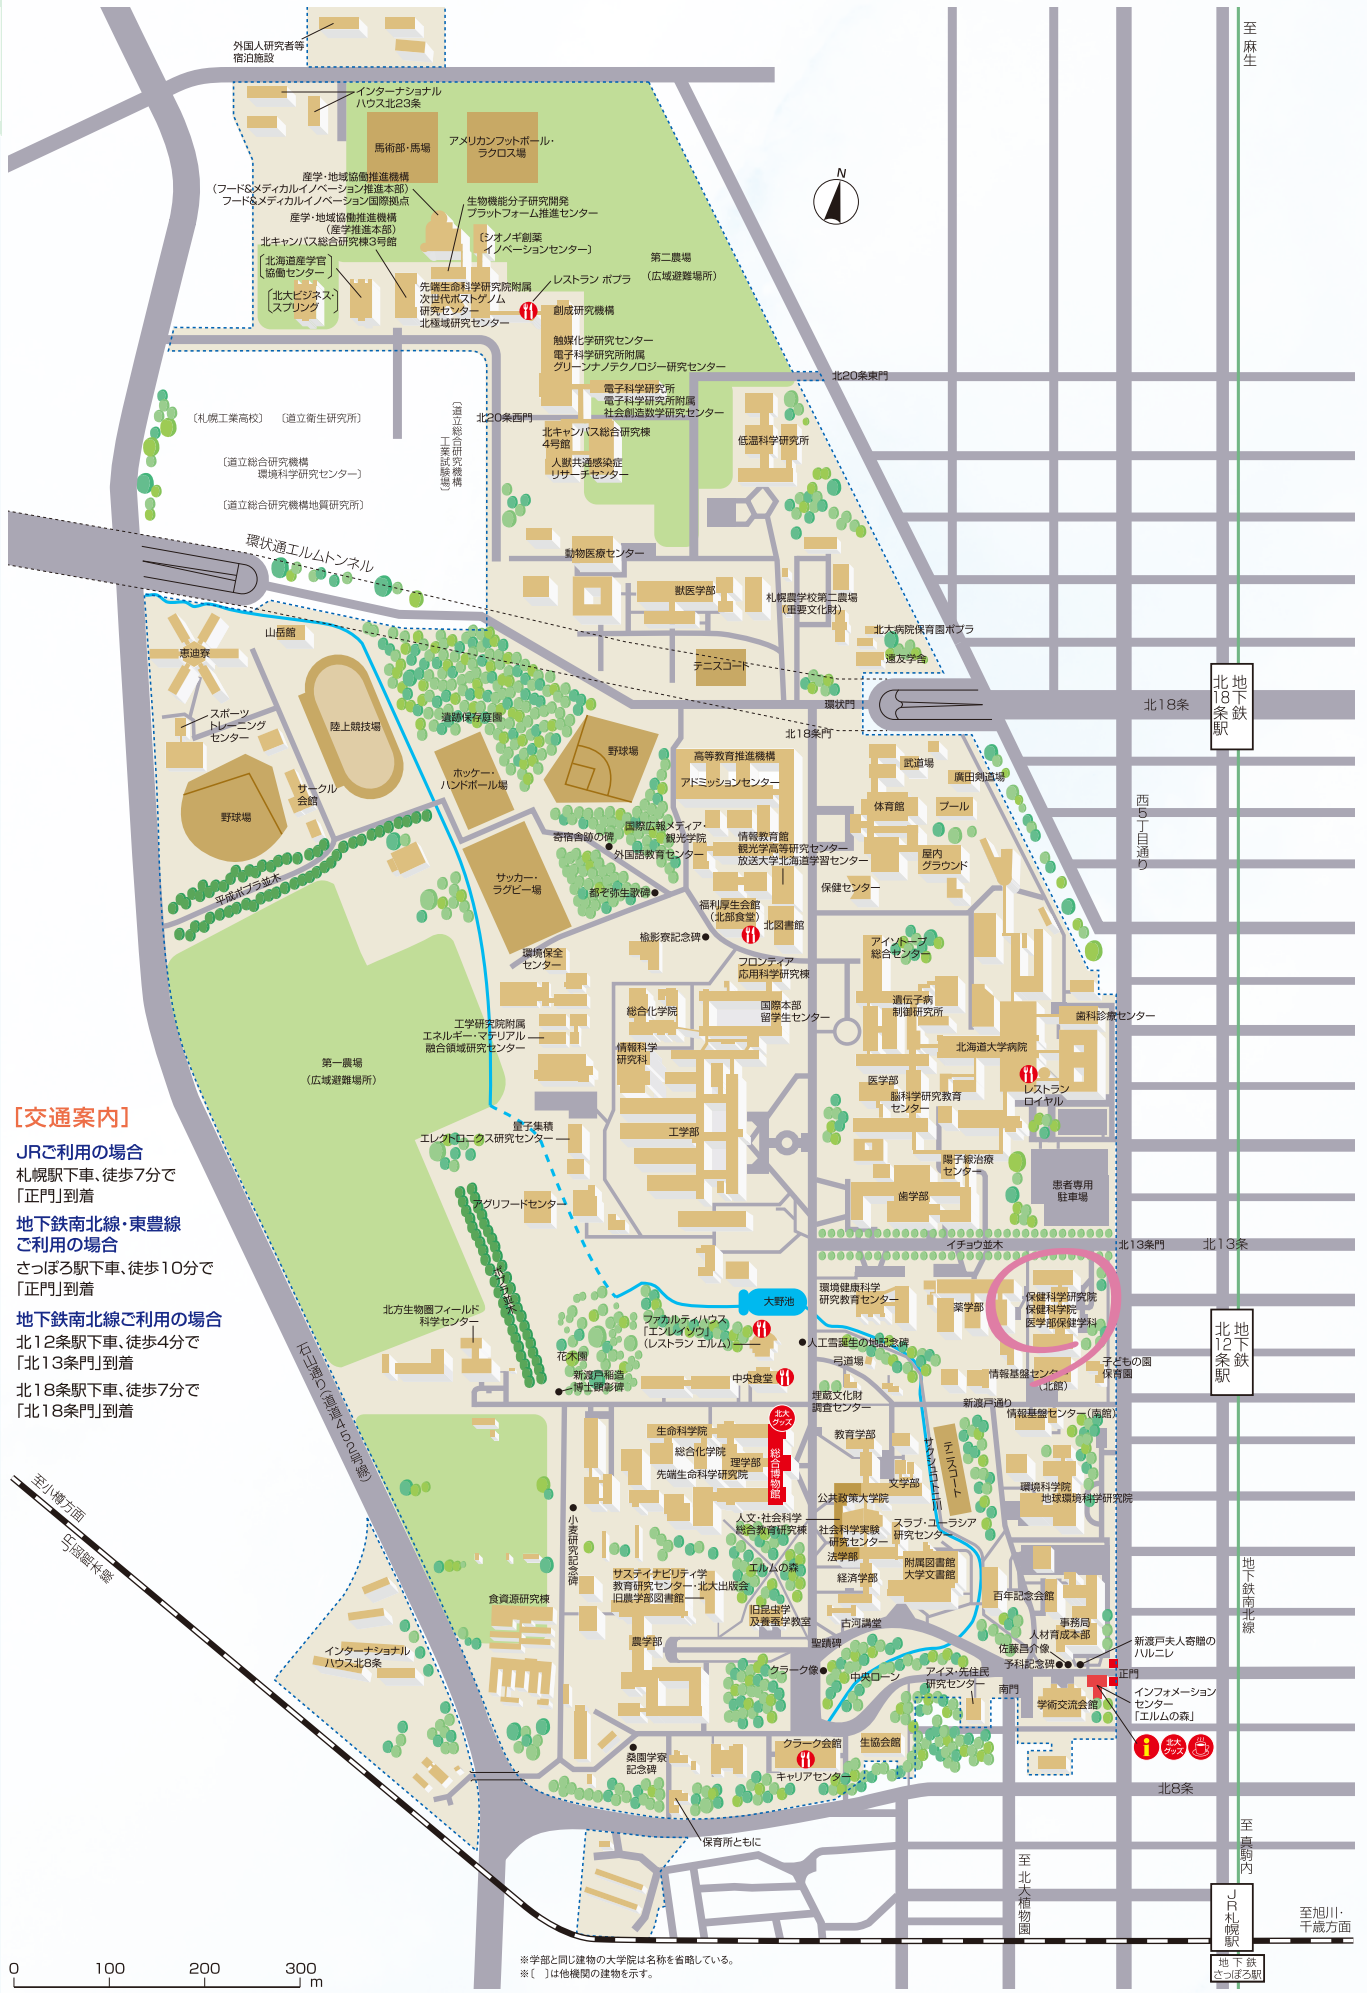 外国人研究者等
宿泊施設
至 麻生
インターナショナル
ハウス北23条
馬術部・馬場
アメリカンフットボール・
ラクロス場
N
産学・地域協働推進機構
（フード&メディカルイノベーション推進本部）
フード&メディカルイノベーション国際拠点
生物機能分子研究開発
プラットフォーム推進センター
産学・地域協働推進機構
（産学推進本部）
北キャンパス総合研究棟3号館
〔シオノギ創薬
イノベーションセンター〕
第二農場
（広域避難場所）
〔北海道産学官
協働センター〕
〔北大ビジネス・
スプリング〕
先端生命科学研究院附属
次世代ポストゲノム
研究センター
北極域研究センター
レストラン ポプラ
創成研究機構
触媒化学研究センター
電子科学研究所附属
グリーンナノテクノロジー研究センター
北20条東門
電子科学研究所
電子科学研究所附属
社会創造数学研究センター
〔札幌工業高校〕
〔道立衛生研究所〕
〔道立総合研究機構
工業試験場〕
北20条西門
北キャンパス総合研究棟
4号館
低温科学研究所
〔道立総合研究機構
環境科学研究センター〕
人獣共通感染症
リサーチセンター
〔道立総合研究機構地質研究所〕
環状通エルムトンネル
動物医療センター
獣医学部
札幌農学校第二農場
（重要文化財）
山岳館
恵迪寮
北大病院保育園ポプラ
遠友学舎
テニスコート
地下鉄
北18条駅
スポーツ
トレーニング
センター
陸上競技場
遺跡保存庭園
環状門
北18条
北18条門
野球場
高等教育推進機構
アドミッションセンター
武道場
廣田剣道場
ホッケー・
ハンドボール場
サークル
会館
野球場
体育館
プール
西5丁目通り
寄宿舎跡の碑
国際広報メディア・
観光学院
外国語教育センター
情報教育館
観光学高等研究センター
放送大学北海道学習センター
屋内
グラウンド
平成ポプラ並木
サッカー・
ラグビー場
都ぞ弥生歌碑
保健センター
福利厚生会館
（北部食堂）
北図書館
楡影寮記念碑
アイソトープ
総合センター
環境保全
センター
フロンティア
応用科学研究棟
総合化学院
国際本部
留学生センター
遺伝子病
制御研究所
歯科診療センター
工学研究院附属
エネルギー・マテリアル
融合領域研究センター
情報科学
研究科
北海道大学病院
第一農場
（広域避難場所）
医学部
レストラン
ロイヤル
脳科学研究教育
センター
[交通案内]
JRご利用の場合
札幌駅下車、徒歩7分で
「正門」到着
地下鉄南北線・東豊線
ご利用の場合
さっぽろ駅下車、徒歩10分で
「正門」到着
地下鉄南北線ご利用の場合
北12条駅下車、徒歩4分で
「北13条門」到着
北18条駅下車、徒歩7分で
「北18条門」到着
量子集積
エレクトロニクス研究センター
工学部
陽子線治療
センター
患者専用
駐車場
アグリフードセンター
歯学部
イチョウ並木
北13条門
北13条
ポプラ並木
大野池
環境健康科学
研究教育センター
薬学部
保健科学研究院
保健科学院
医学部保健学科
北方生物圏フィールド
科学センター
ファカルティハウス
「エンレイソウ」
（レストラン エルム）
人工雪誕生の地記念碑
地下鉄
北12条駅
花木園
弓道場
情報基盤センター
（北館）
子どもの園
保育園
新渡戸稲造
博士顕彰碑
中央食堂
埋蔵文化財
調査センター
新渡戸通り
情報基盤センター（南館）
石山通り（道道452号線）
北大
グッズ
生命科学院
総合化学院
理学部
先端生命科学研究院
総合博物館
教育学部
サクシュコトニ川
テニスコート
文学部
環境科学院
地球環境科学研究院
公共政策大学院
至小樽方面
JR函館本線
小麦研究記念碑
人文・社会科学
総合教育研究棟
社会科学実験
研究センター
スラブ・ユーラシア
研究センター
法学部
エルムの森
附属図書館
大学文書館
経済学部
サステイナビリティ学
教育研究センター・北大出版会
旧農学部図書館
地下鉄南北線
食資源研究棟
旧昆虫学
及養蚕学教室
百年記念会館
古河講堂
事務局
人材育成本部
農学部
聖蹟碑
佐藤昌介像
予科記念碑
新渡戸夫人寄贈の
ハルニレ
インターナショナル
ハウス北8条
クラーク像
中央ローン
アイヌ・先住民
研究センター
南門
正門
学術交流会館
インフォメーション
センター
「エルムの森」
北大
グッズ
桑園学寮
記念碑
クラーク会館
生協会館
キャリアセンター
北8条
保育所ともに
至 真駒内
至 北大植物園
JR札幌駅
至旭川・
千歳方面
地下鉄
さっぽろ駅
※学部と同じ建物の大学院は名称を省略している。
※〔　〕は他機関の建物を示す。
0 100 200 300
m